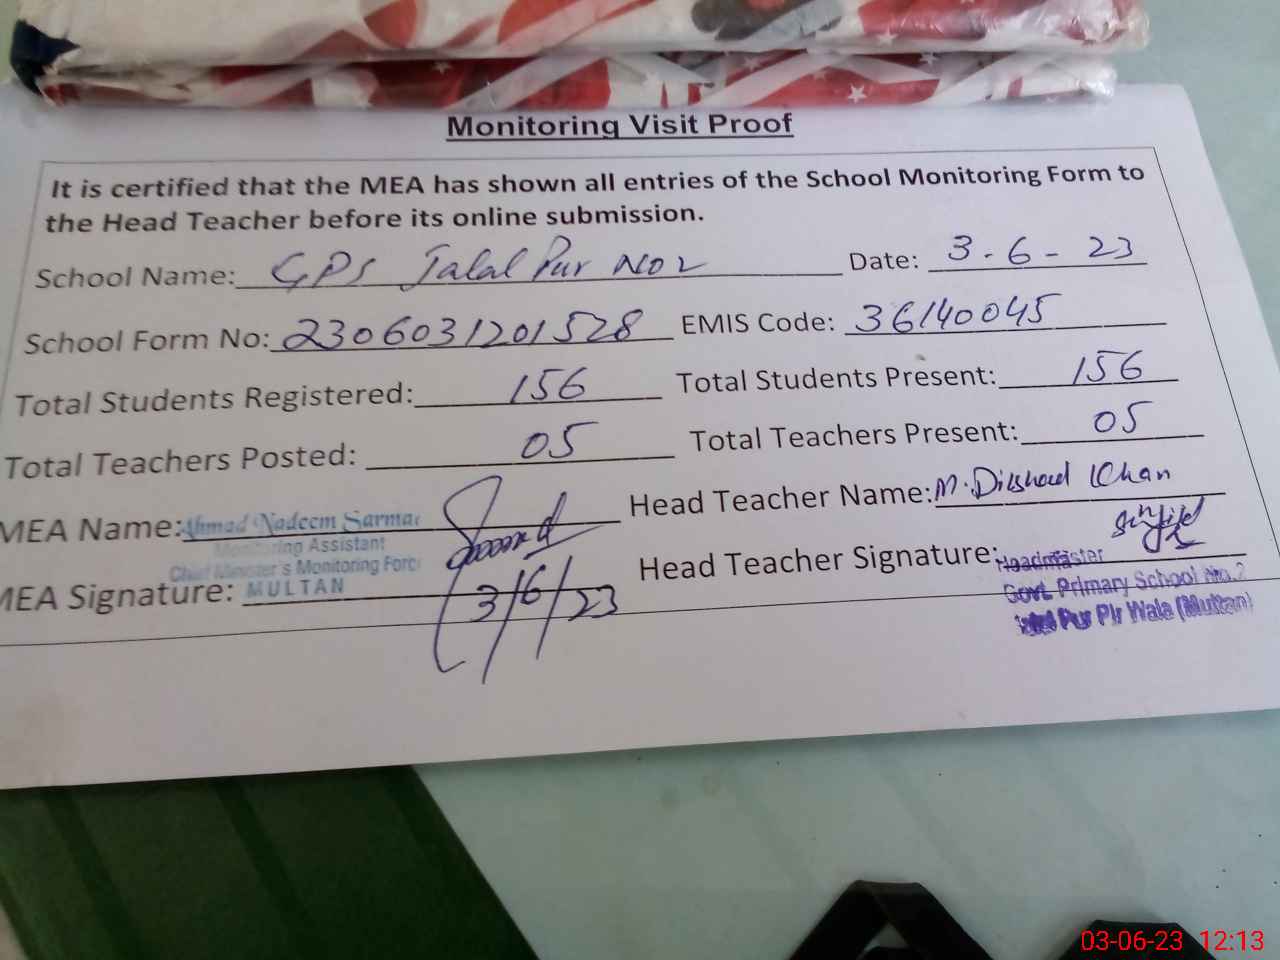 Monitoring Visit Proof
It is certified that the MEA has shown all entries of the School Monitoring Form to
the Head Teacher before its online submission.
School Name: GPS Jalal Pur No 2 Date: 3-6-23
School Form No: 2306031201528 EMIS Code: 36140045
Total Students Registered: 156 Total Students Present: 156
Total Teachers Posted: 05 Total Teachers Present: 05
MEA Name: Ahmad Nadeem Head Teacher Name: M.Dilshad Khan
Monitoring Assistant
Chief Minister's Monitoring Force
MEA Signature: MULTAN 3/6/23 Head Teacher Signature:
Headmaster
Govt. Primary School No.2
Pur Pir Wala (Multan)
03-06-23 12:13